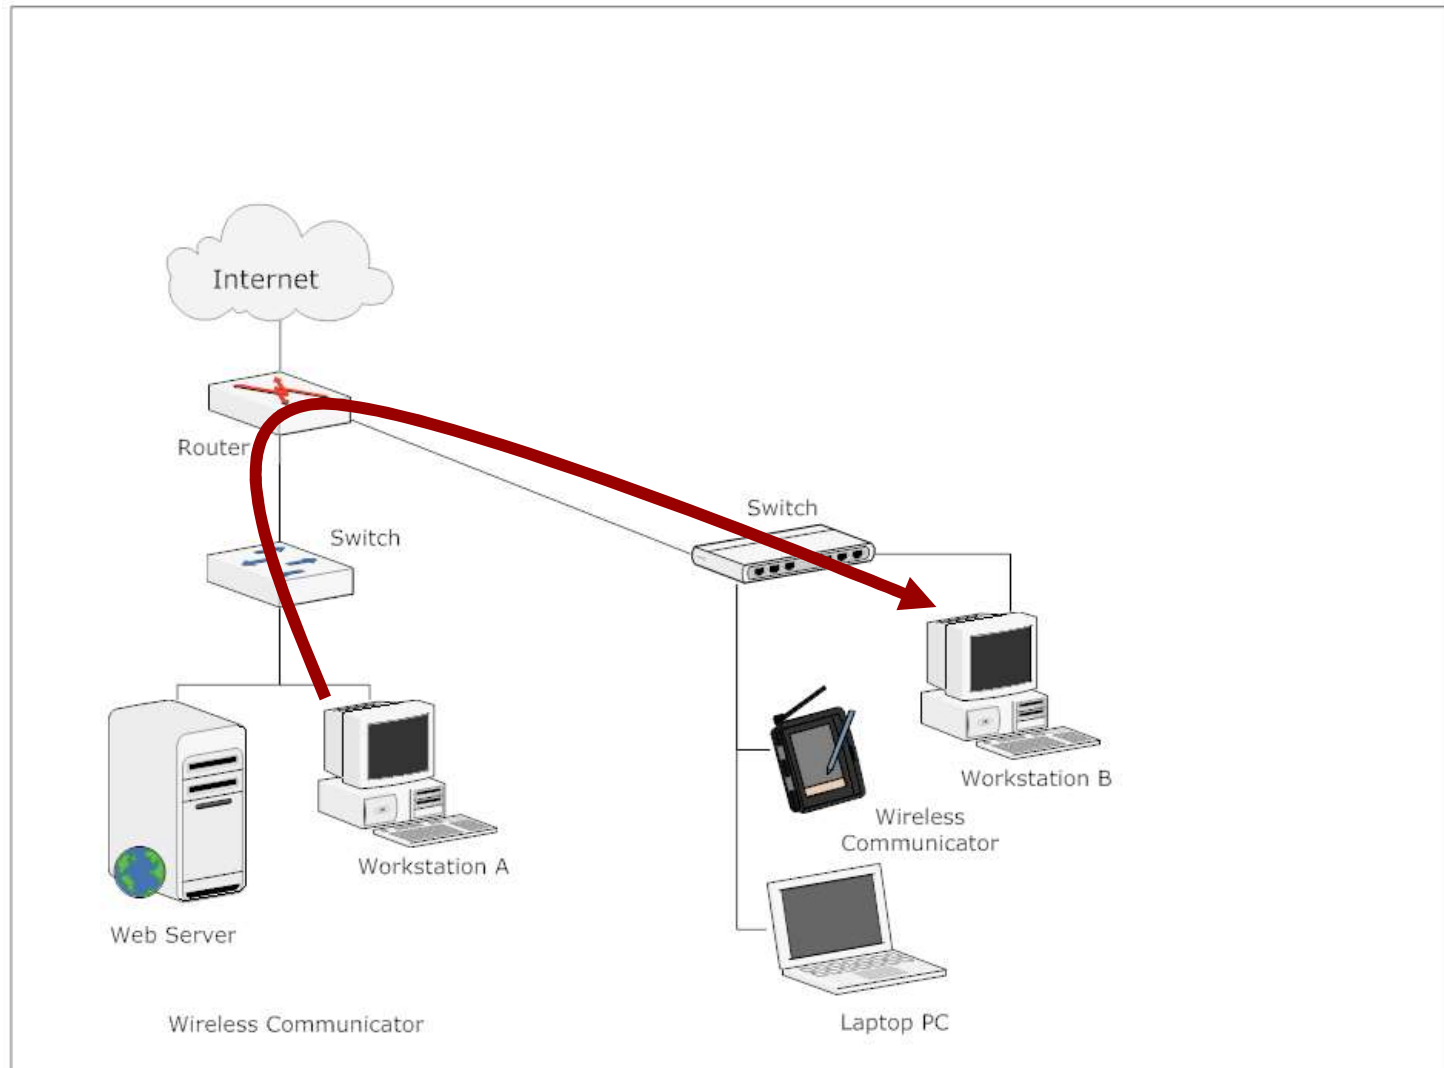 Internet
Router
Switch
Switch
Workstation B
Wireless
Communicator
Workstation A
Web Server
Wireless Communicator
Laptop PC